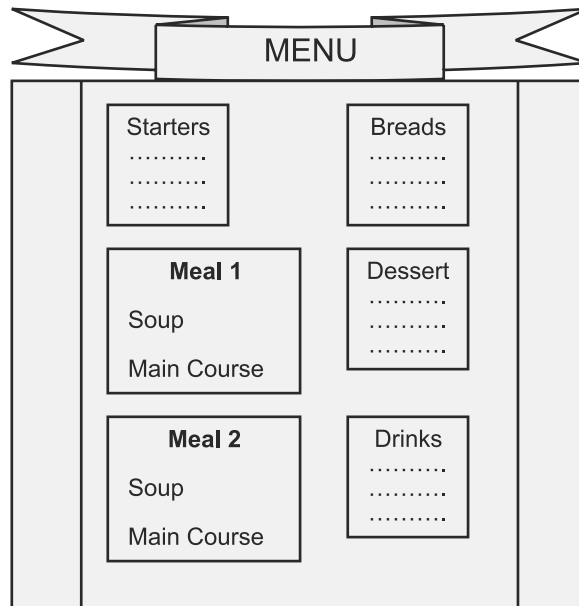 MENU
Starters
..........
..........
..........
Breads
..........
..........
..........
Meal 1
Soup
Main Course
Dessert
..........
..........
..........
Meal 2
Soup
Main Course
Drinks
..........
..........
..........